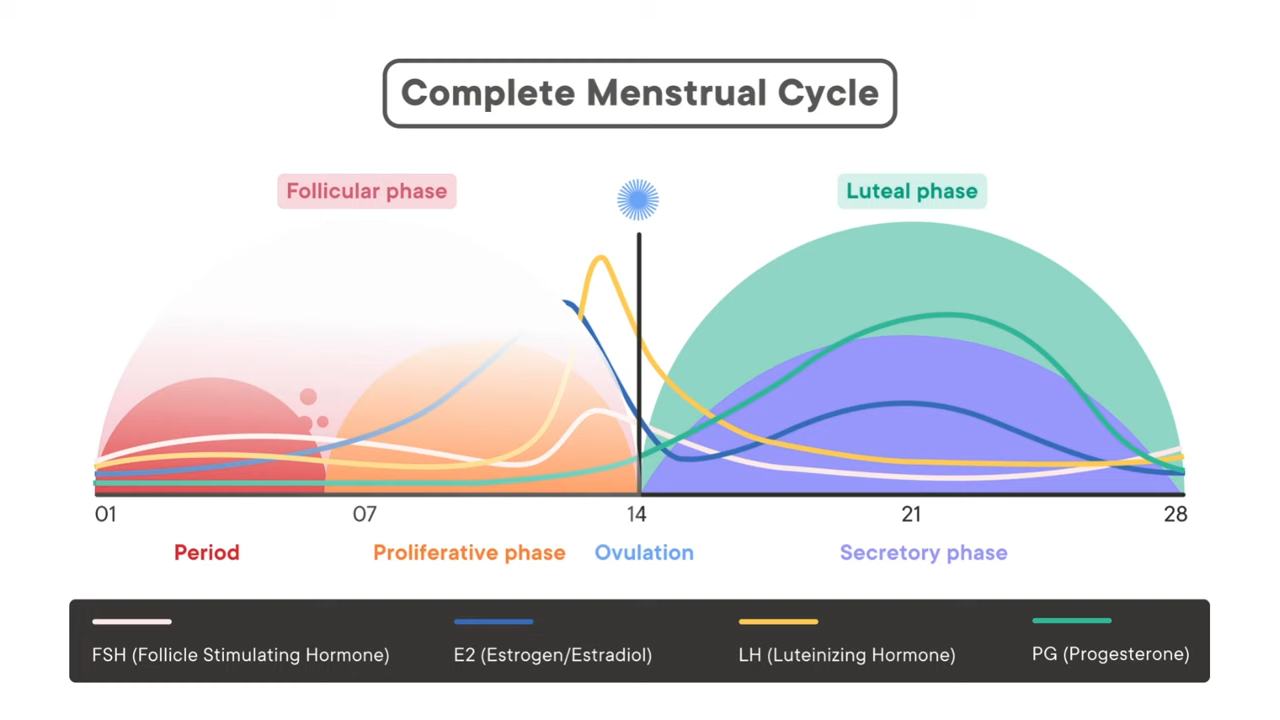 Complete Menstrual Cycle
Follicular phase
Luteal phase
01 07 14 21 28
Period Proliferative phase Ovulation Secretory phase
FSH (Follicle Stimulating Hormone) E2 (Estrogen/Estradiol) LH (Luteinizing Hormone) PG (Progesterone)